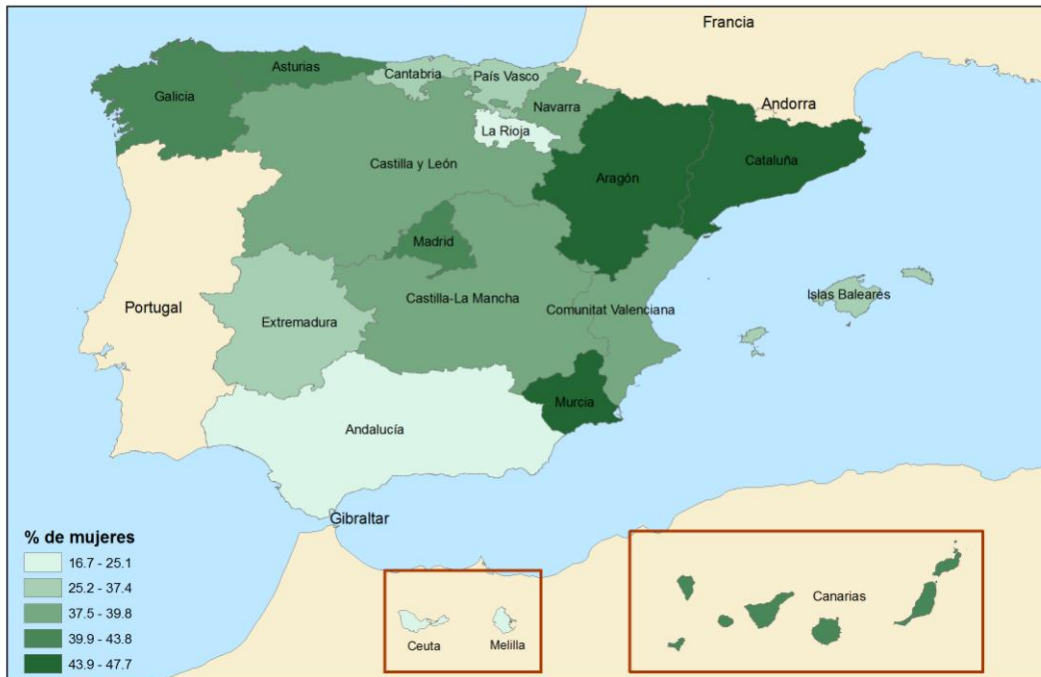 Francia
Asturias
Cantabria
País Vasco
Galicia
Navarra
Andorra
La Rioja
Castilla y León
Aragón
Cataluña
Madrid
Portugal
Castilla-La Mancha
Comunitat Valenciana
Islas Baleares
Extremadura
Murcia
Andalucía
Gibraltar
% de mujeres
16.7 - 25.1
25.2 - 37.4
37.5 - 39.8
39.9 - 43.8
43.9 - 47.7
Ceuta
Melilla
Canarias